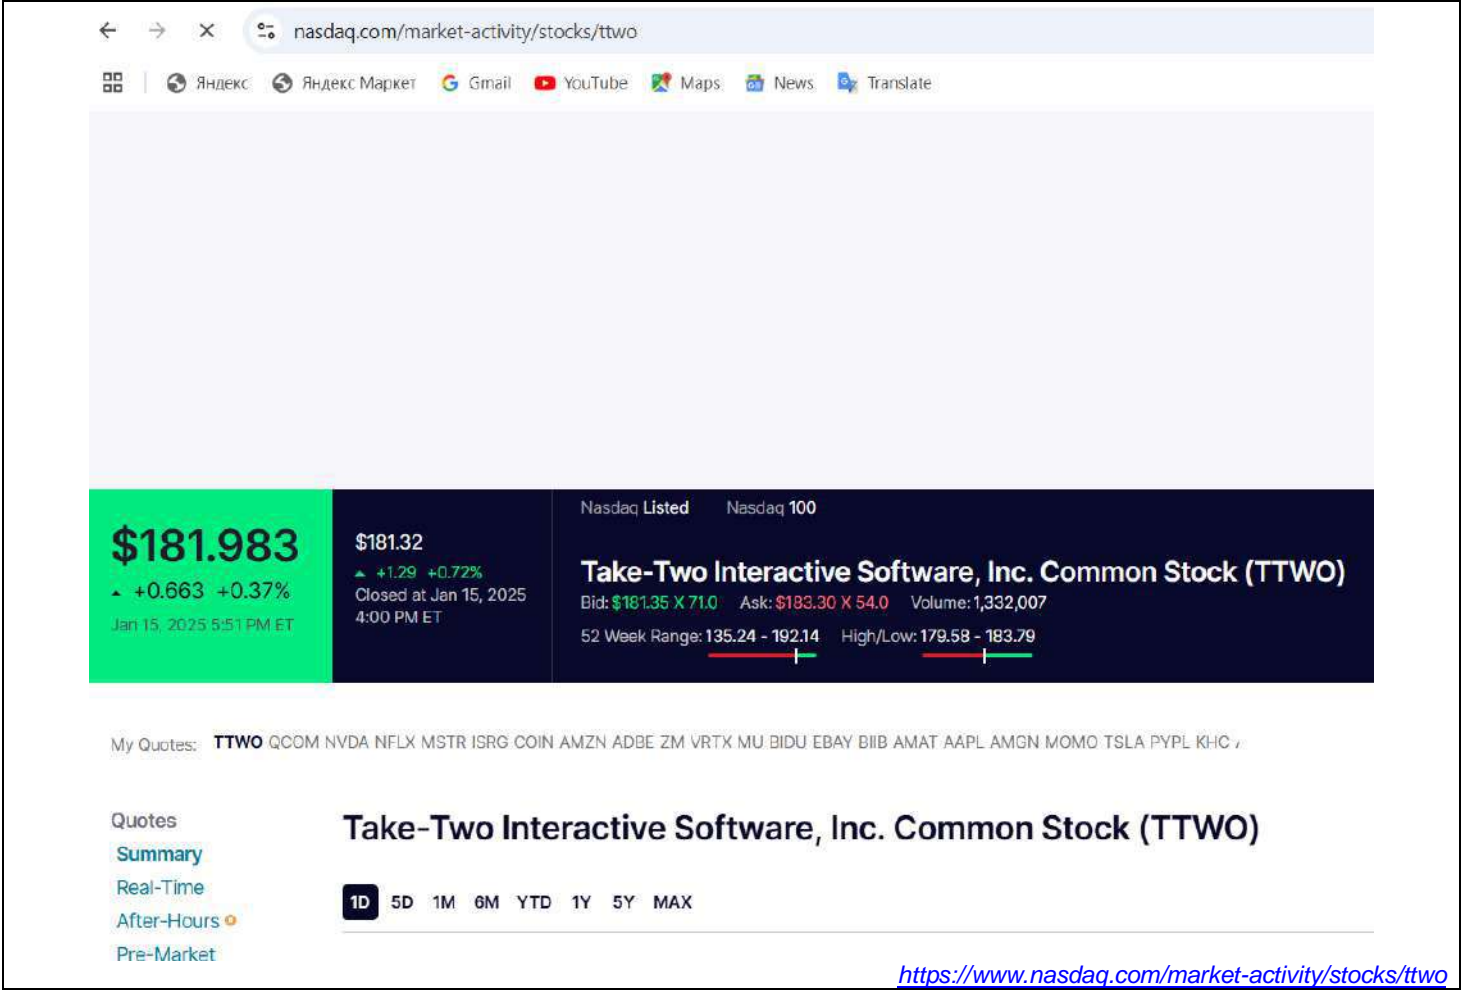 nasdaq.com/market-activity/stocks/ttwo
Яндекс Яндекс Маркет Gmail YouTube Maps News Translate
Nasdaq Listed Nasdaq 100
$181.983
+0.663 +0.37%
Jan 15, 2025 5:51 PM ET
$181.32
+1.29 +0.72%
Closed at Jan 15, 2025
4:00 PM ET
Take-Two Interactive Software, Inc. Common Stock (TTWO)
Bid: $181.35 X 71.0 Ask: $183.30 X 54.0 Volume: 1,332,007
52 Week Range: 135.24 - 192.14 High/Low: 179.58 - 183.79
My Quotes: TTWO QCOM NVDA NFLX MSTR ISRG COIN AMZN ADBE ZM VRTX MU BIDU EBAY BIIB AMAT AAPL AMGN MOMO TSLA PYPL KHC
Quotes
Summary
Real-Time
After-Hours
Pre-Market
Take-Two Interactive Software, Inc. Common Stock (TTWO)
1D 5D 1M 6M YTD 1Y 5Y MAX
https://www.nasdaq.com/market-activity/stocks/ttwo